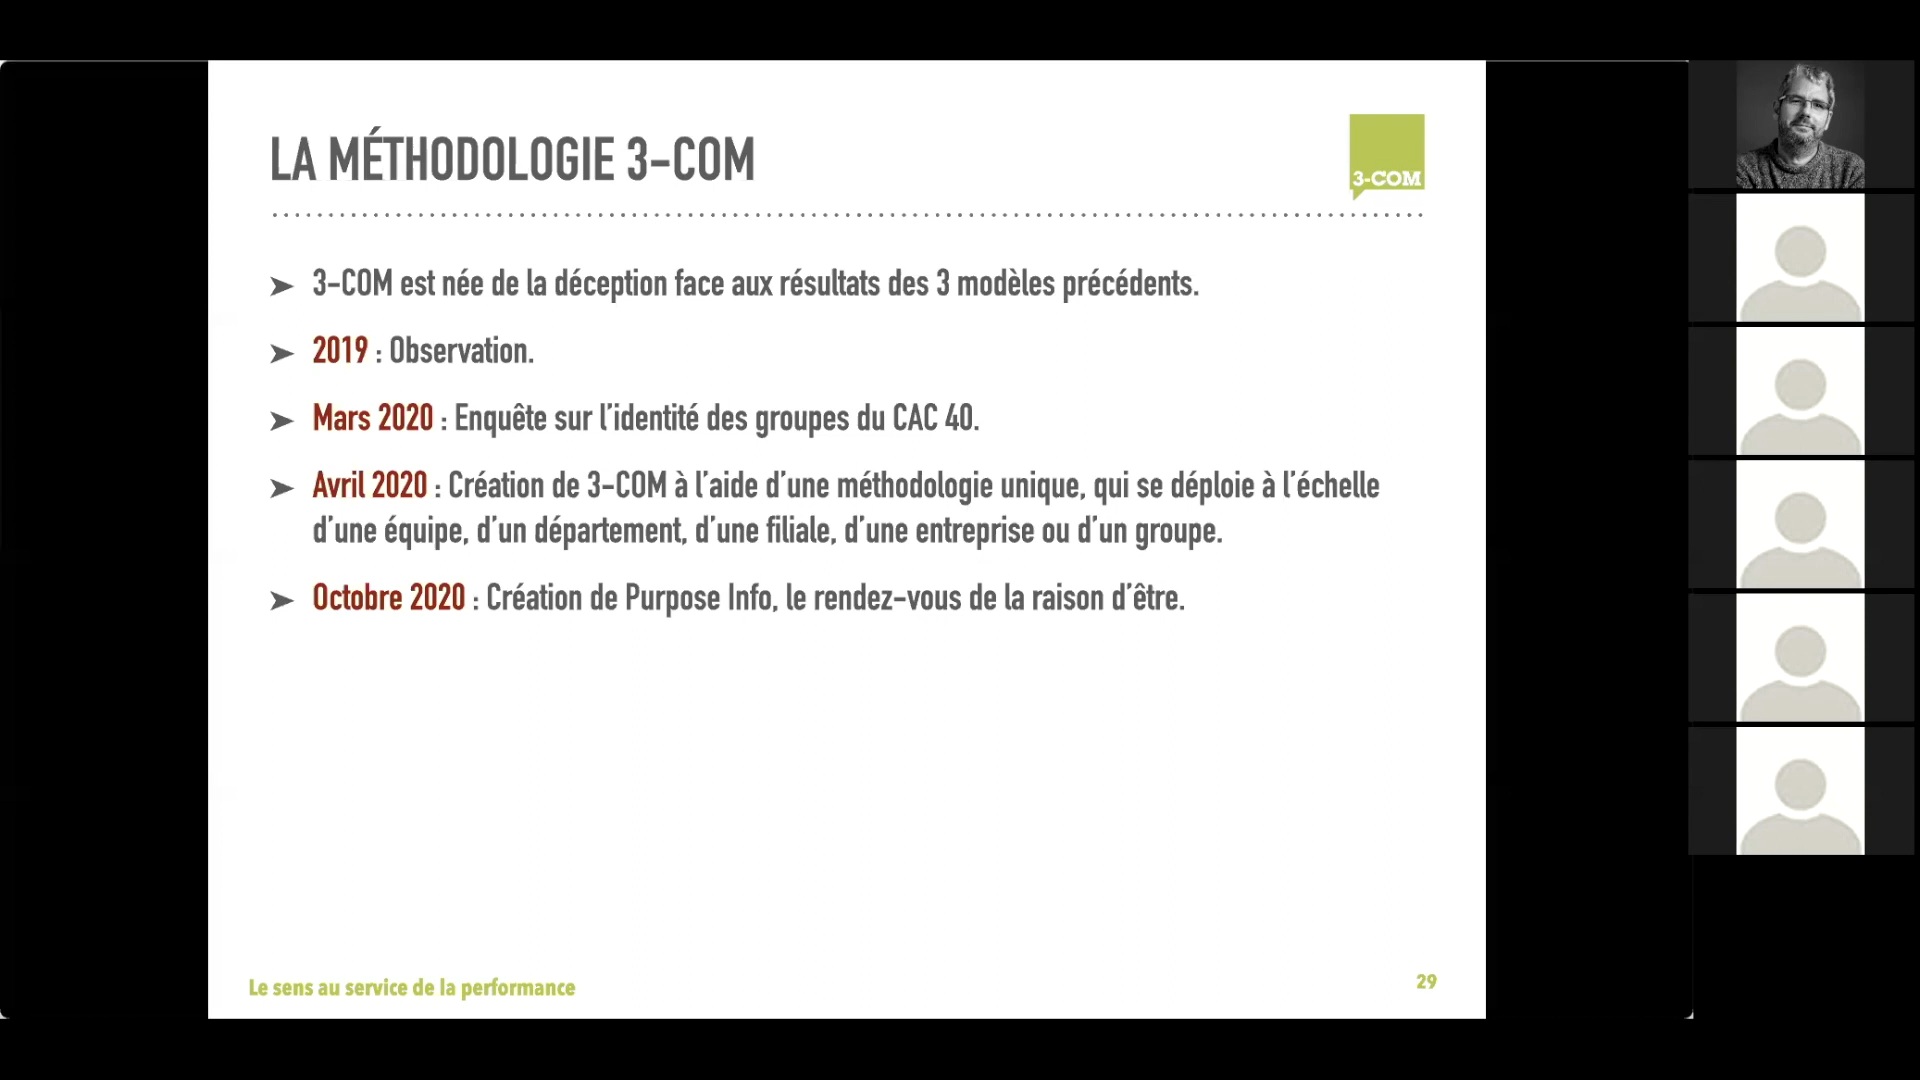 LA MÉTHODOLOGIE 3-COM
3-COM
➤ 3-COM est née de la déception face aux résultats des 3 modèles précédents.
➤ 2019 : Observation.
➤ Mars 2020 : Enquête sur l’identité des groupes du CAC 40.
➤ Avril 2020 : Création de 3-COM à l’aide d’une méthodologie unique, qui se déploie à l’échelle
d’une équipe, d’un département, d’une filiale, d’une entreprise ou d’un groupe.
➤ Octobre 2020 : Création de Purpose Info, le rendez-vous de la raison d’être.
Le sens au service de la performance
29